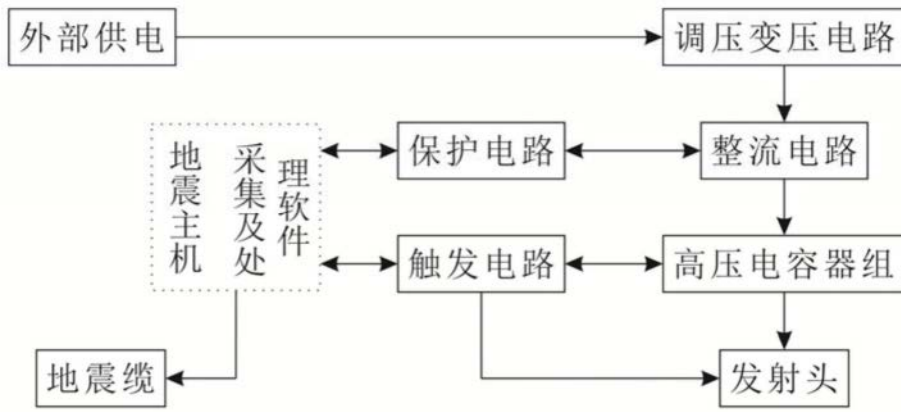 外部供电
调压变压电路
地震主机
采集及处
理软件
保护电路
整流电路
触发电路
高压电容器组
地震缆
发射头